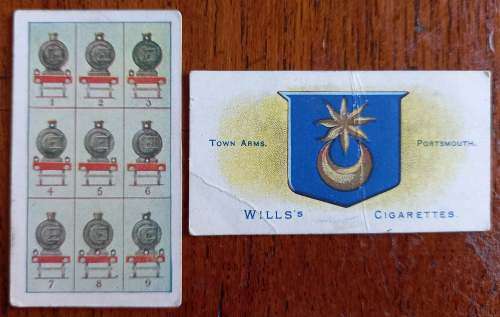 1 2 3
4 5 6
7 8 9
Town Arms. Portsmouth.
Wills's Cigarettes.